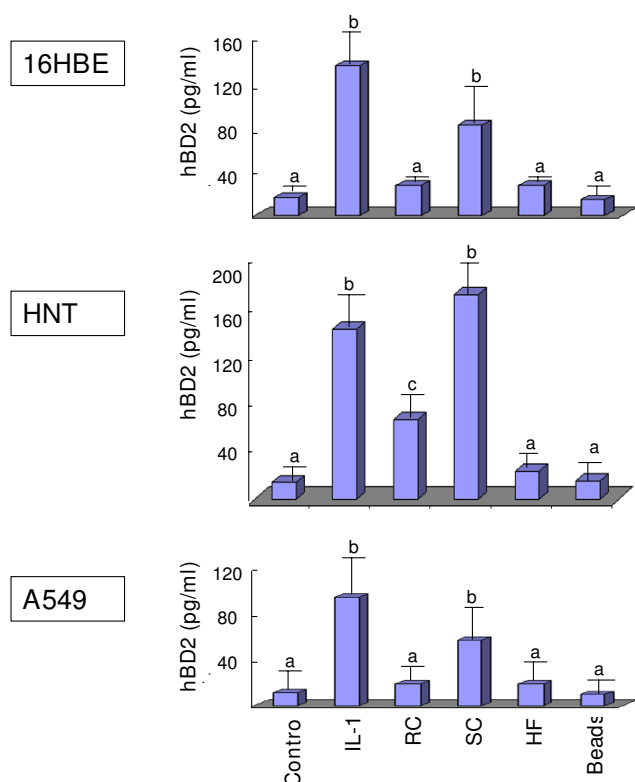 16HBE
hBD2 (pg/ml)
160
120
80
40
a
b
a
b
a
a
HNT
hBD2 (pg/ml)
200
160
120
80
40
a
b
c
b
a
a
A549
hBD2 (pg/ml)
120
80
40
a
b
a
b
a
a
Contro
IL-1
RC
SC
HF
Beads